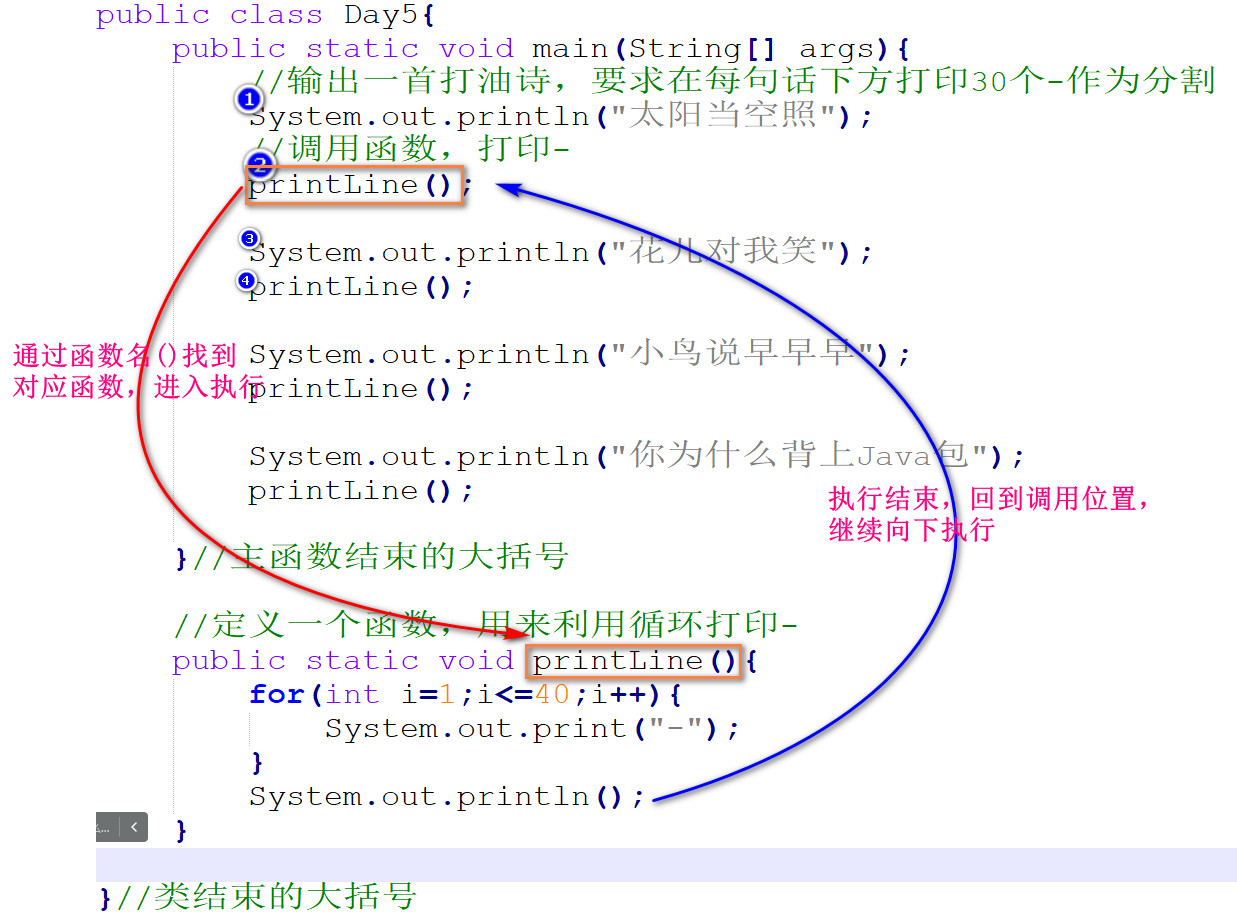 public class Day5{
public static void main(String[] args){
//输出一首打油诗，要求在每句话下方打印30个-作为分割
1
System.out.println("太阳当空照");
//调用函数，打印-
2
printLine();
3
System.out.println("花儿对我笑");
4
printLine();
通过函数名()找到
对应函数，进入执行
System.out.println("小鸟说早早早");
printLine();
System.out.println("你为什么背上Java包");
printLine();
执行结束，回到调用位置，
继续向下执行
}//主函数结束的大括号
//定义一个函数，用来利用循环打印-
public static void printLine(){
for(int i=1;i<=40;i++){
System.out.print("-");
}
System.out.println();
}
}//类结束的大括号